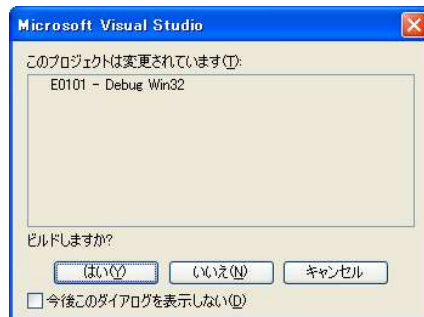 Microsoft Visual Studio
このプロジェクトは変更されています(T):
E0101 - Debug Win32
ビルドしますか?
はい(Y) いいえ(N) キャンセル
今後このダイアログを表示しない(D)